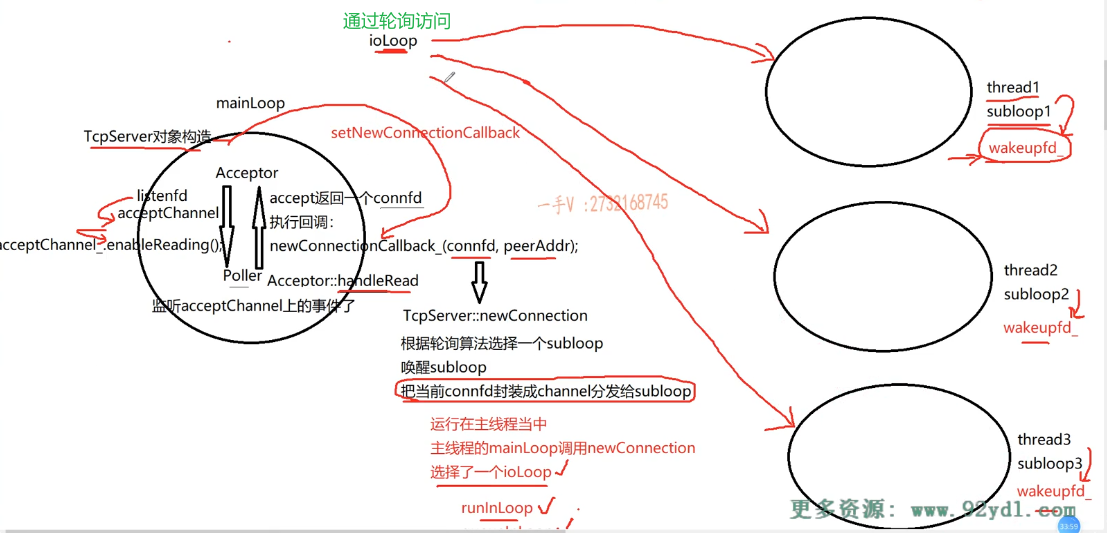 通过轮询访问
ioLoop
mainLoop
setNewConnectionCallback
TcpServer对象构造
Acceptor
listenfd
acceptChannel
acceptChannel_.enableReading();
accept返回一个connfd
执行回调：
newConnectionCallback_(connfd, peerAddr);
Poller
Acceptor::handleRead
监听acceptChannel上的事件了
TcpServer::newConnection
根据轮询算法选择一个subloop
唤醒subloop
把当前connfd封装成channel分发给subloop
运行在主线程当中
主线程的mainLoop调用newConnection
选择了一个ioLoop
runInLoop
thread1
subloop1
wakeupfd_
thread2
subloop2
wakeupfd_
thread3
subloop3
wakeupfd_
一手V :2732168745
更多资源: www.92ydl.com
33:59